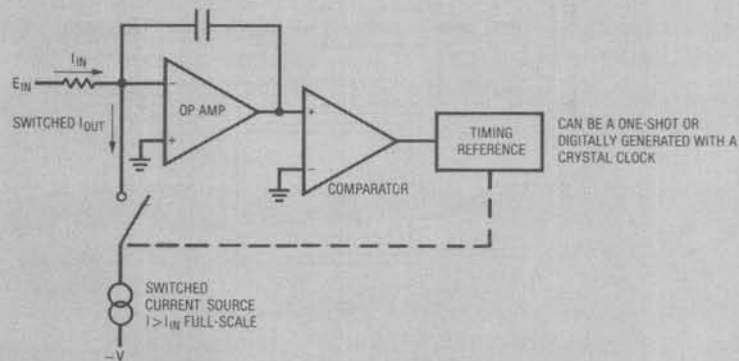 I_IN
E_IN
−
OP AMP
SWITCHED I_OUT
+
+
−
COMPARATOR
TIMING
REFERENCE
CAN BE A ONE-SHOT OR
DIGITALLY GENERATED WITH A
CRYSTAL CLOCK
SWITCHED
CURRENT SOURCE
I > I_IN FULL-SCALE
−V